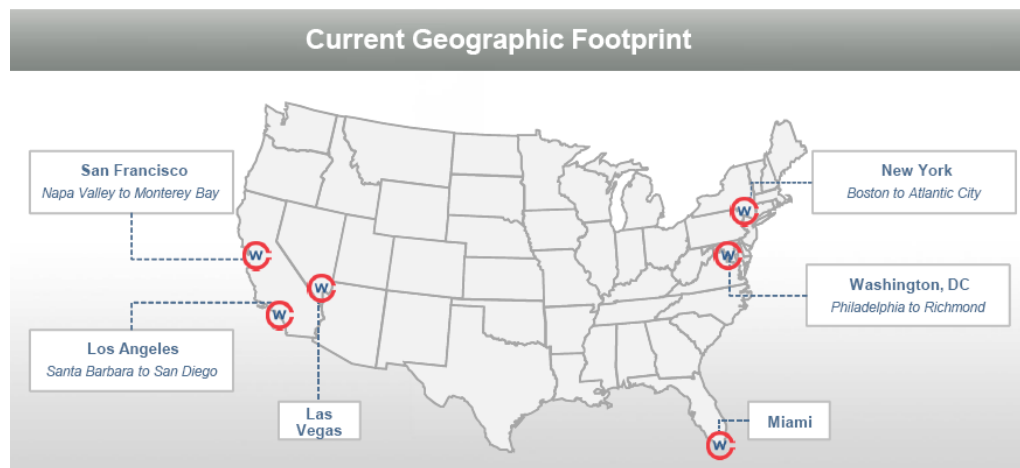 Current Geographic Footprint
San Francisco
Napa Valley to Monterey Bay
New York
Boston to Atlantic City
W
W
W
Washington, DC
Philadelphia to Richmond
W
W
Los Angeles
Santa Barbara to San Diego
Las
Vegas
Miami
W